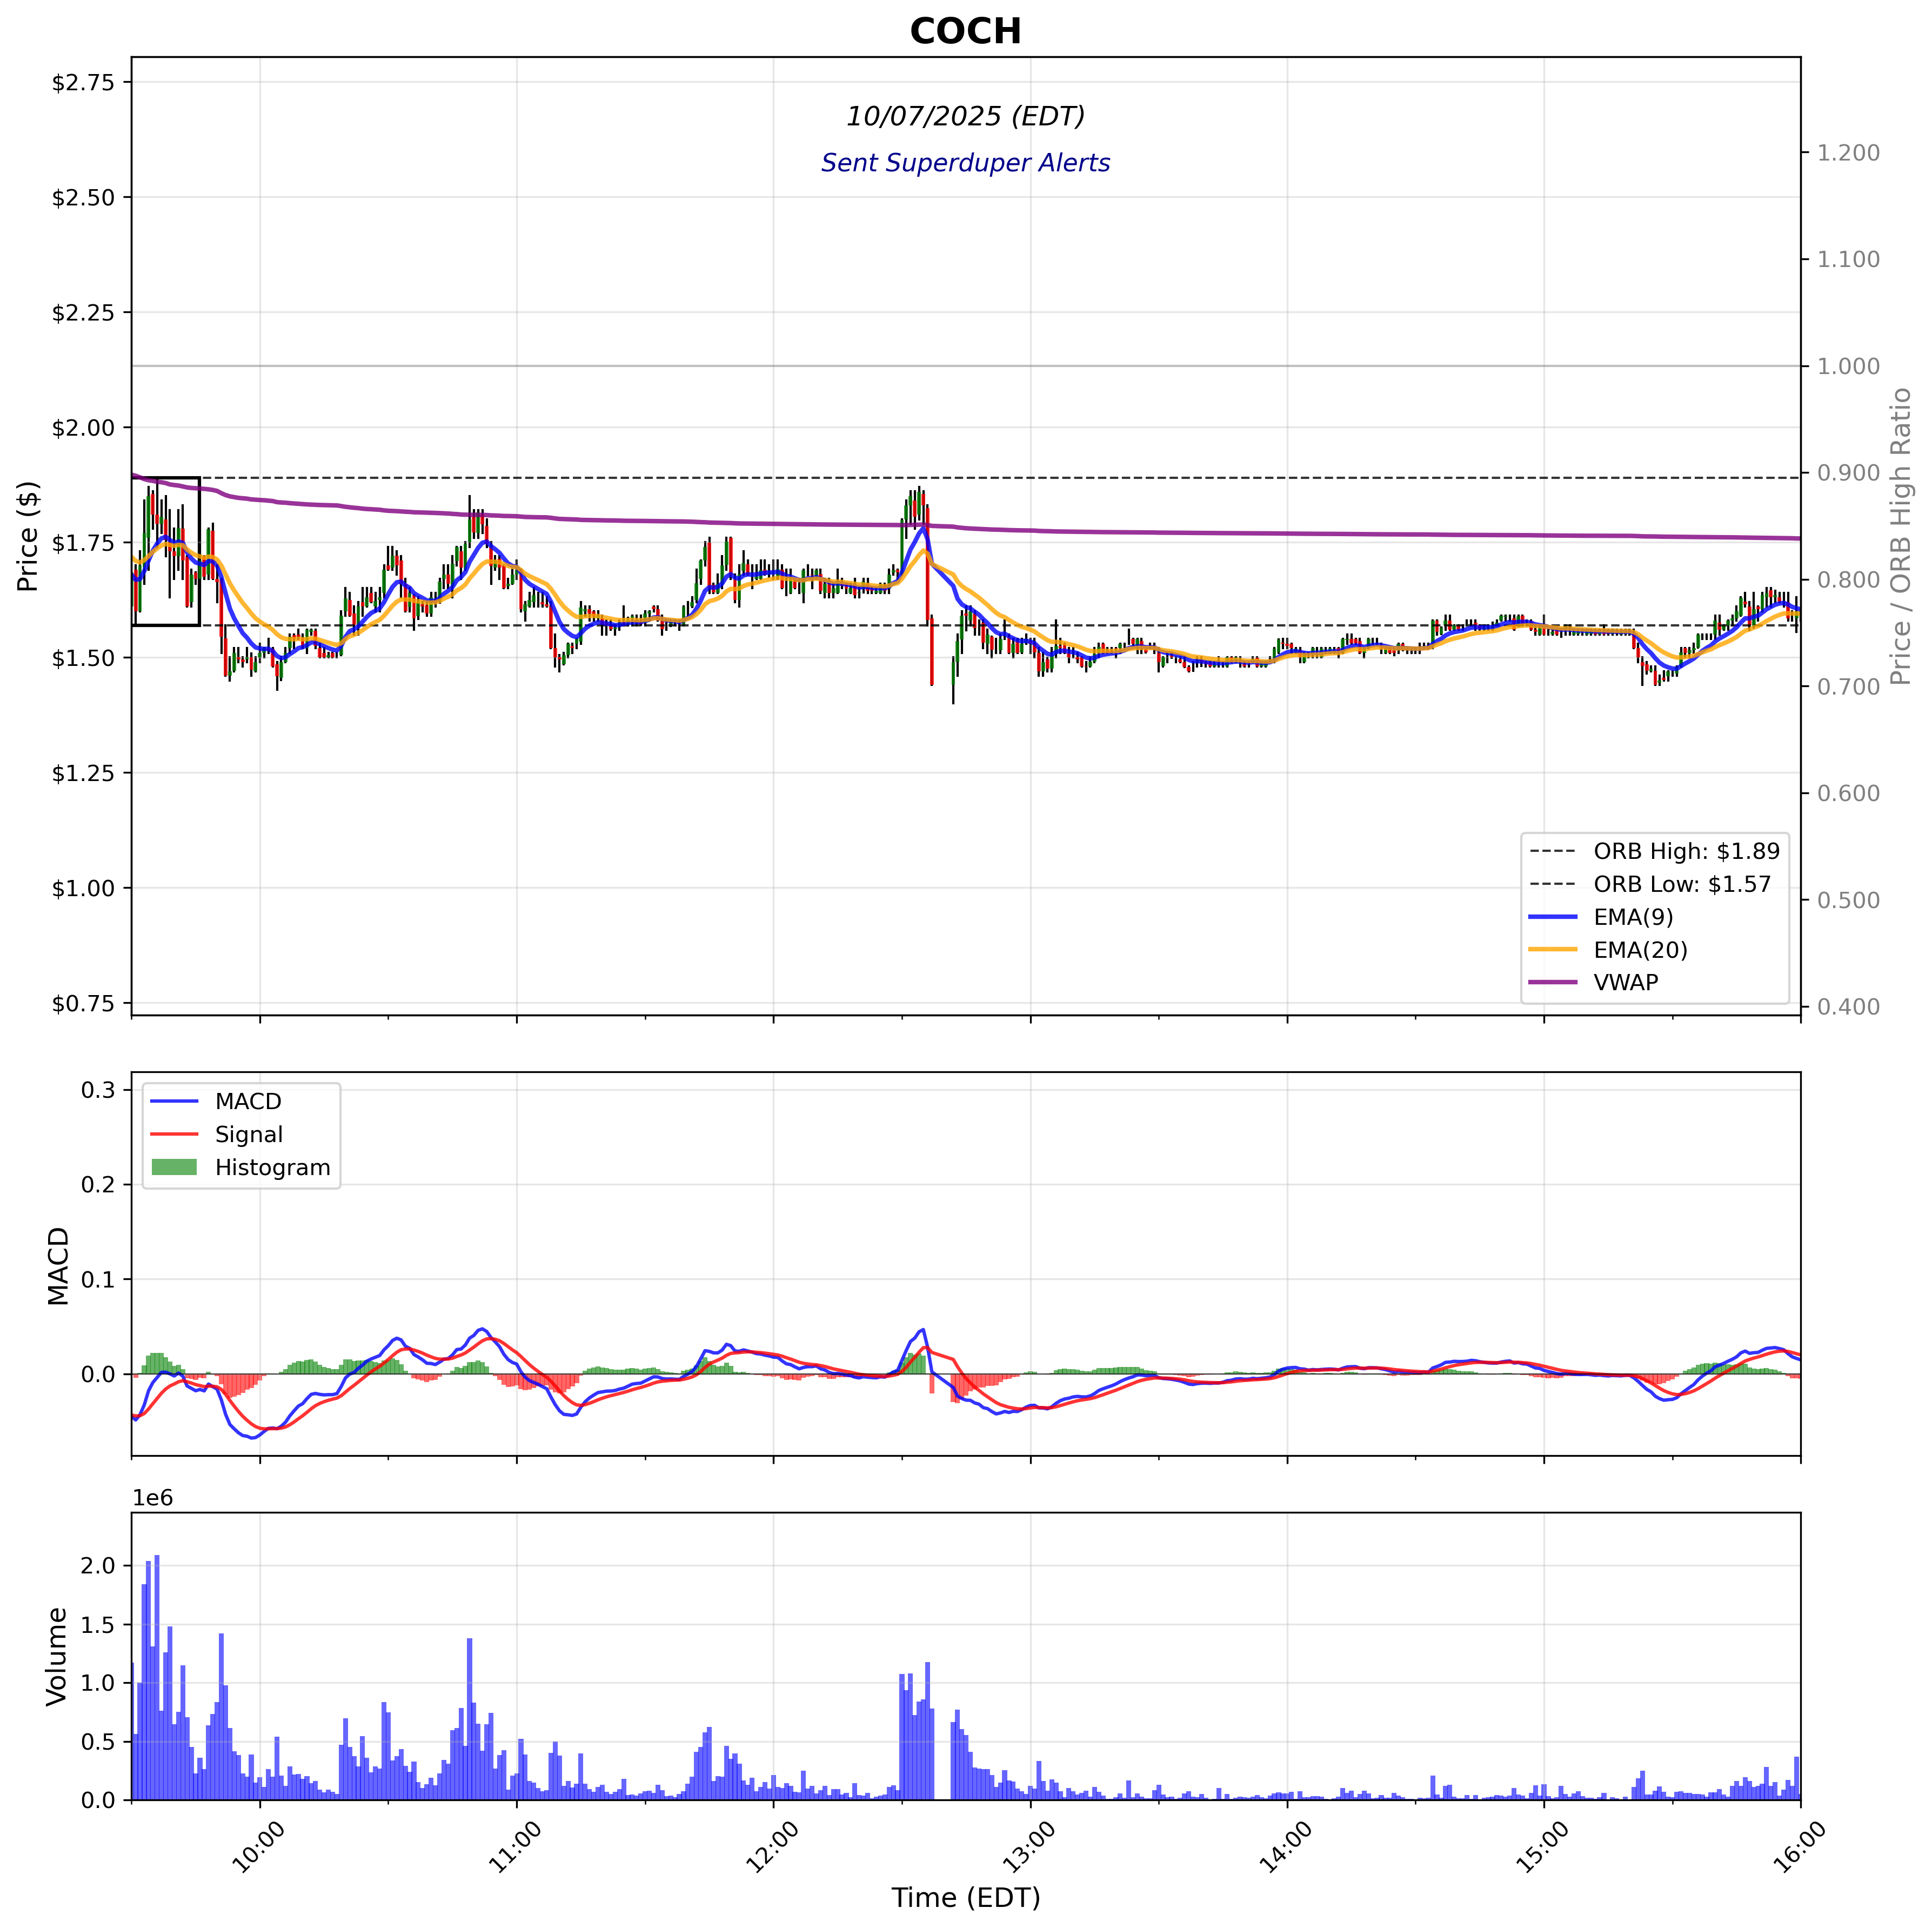 COCH
10/07/2025 (EDT)
Sent Superduper Alerts
Price ($)
$2.75
$2.50
$2.25
$2.00
$1.75
$1.50
$1.25
$1.00
$0.75
1.200
1.100
1.000
0.900
0.800
0.700
0.600
0.500
0.400
Price / ORB High Ratio
ORB High: $1.89
ORB Low: $1.57
EMA(9)
EMA(20)
VWAP
MACD
0.3
0.2
0.1
0.0
MACD
Signal
Histogram
1e6
Volume
2.0
1.5
1.0
0.5
0.0
10:00
11:00
12:00
13:00
14:00
15:00
16:00
Time (EDT)